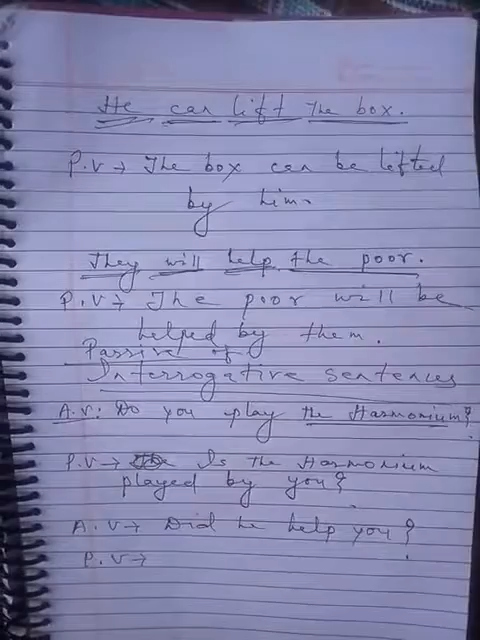 He can lift the box.
P.V → The box can be lifted
by him.
They will help the poor.
P.V → The poor will be
helped by them.
Passive of
Interrogative sentences
A.V: Do you play the Harmonium?
P.V → Is the Harmonium
played by you?
A.V → Did he help you?
P.V →